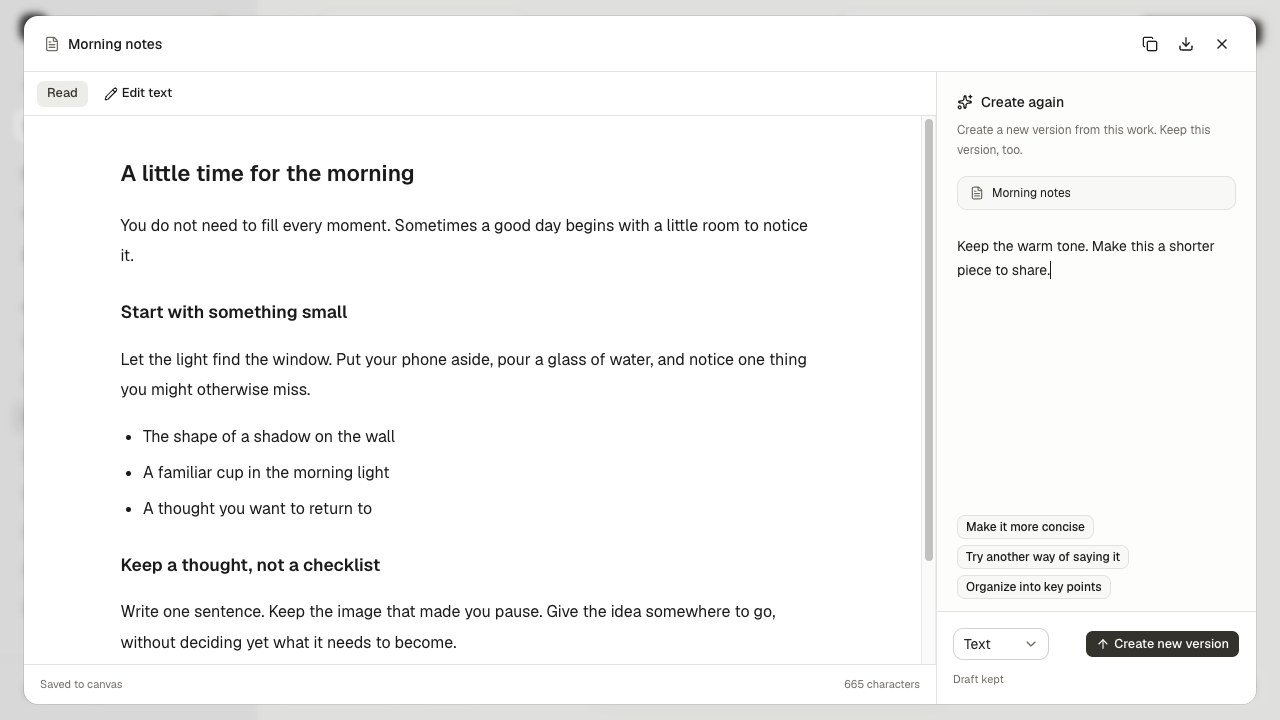 Morning notes
Read
Edit text
A little time for the morning
You do not need to fill every moment. Sometimes a good day begins with a little room to notice
it.
Start with something small
Let the light find the window. Put your phone aside, pour a glass of water, and notice one thing
you might otherwise miss.
• The shape of a shadow on the wall
• A familiar cup in the morning light
• A thought you want to return to
Keep a thought, not a checklist
Write one sentence. Keep the image that made you pause. Give the idea somewhere to go,
without deciding yet what it needs to become.
Saved to canvas
665 characters
Create again
Create a new version from this work. Keep this
version, too.
Morning notes
Keep the warm tone. Make this a shorter
piece to share.
Make it more concise
Try another way of saying it
Organize into key points
Text
Create new version
Draft kept